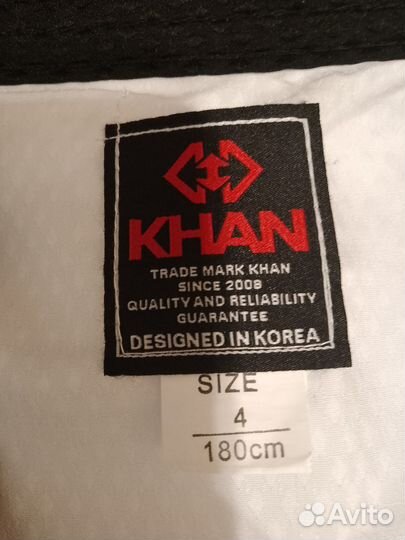 KHAN
TRADE MARK KHAN
SINCE 2008
QUALITY AND RELIABILITY
GUARANTEE
DESIGNED IN KOREA
SIZE
4
180cm
Avito